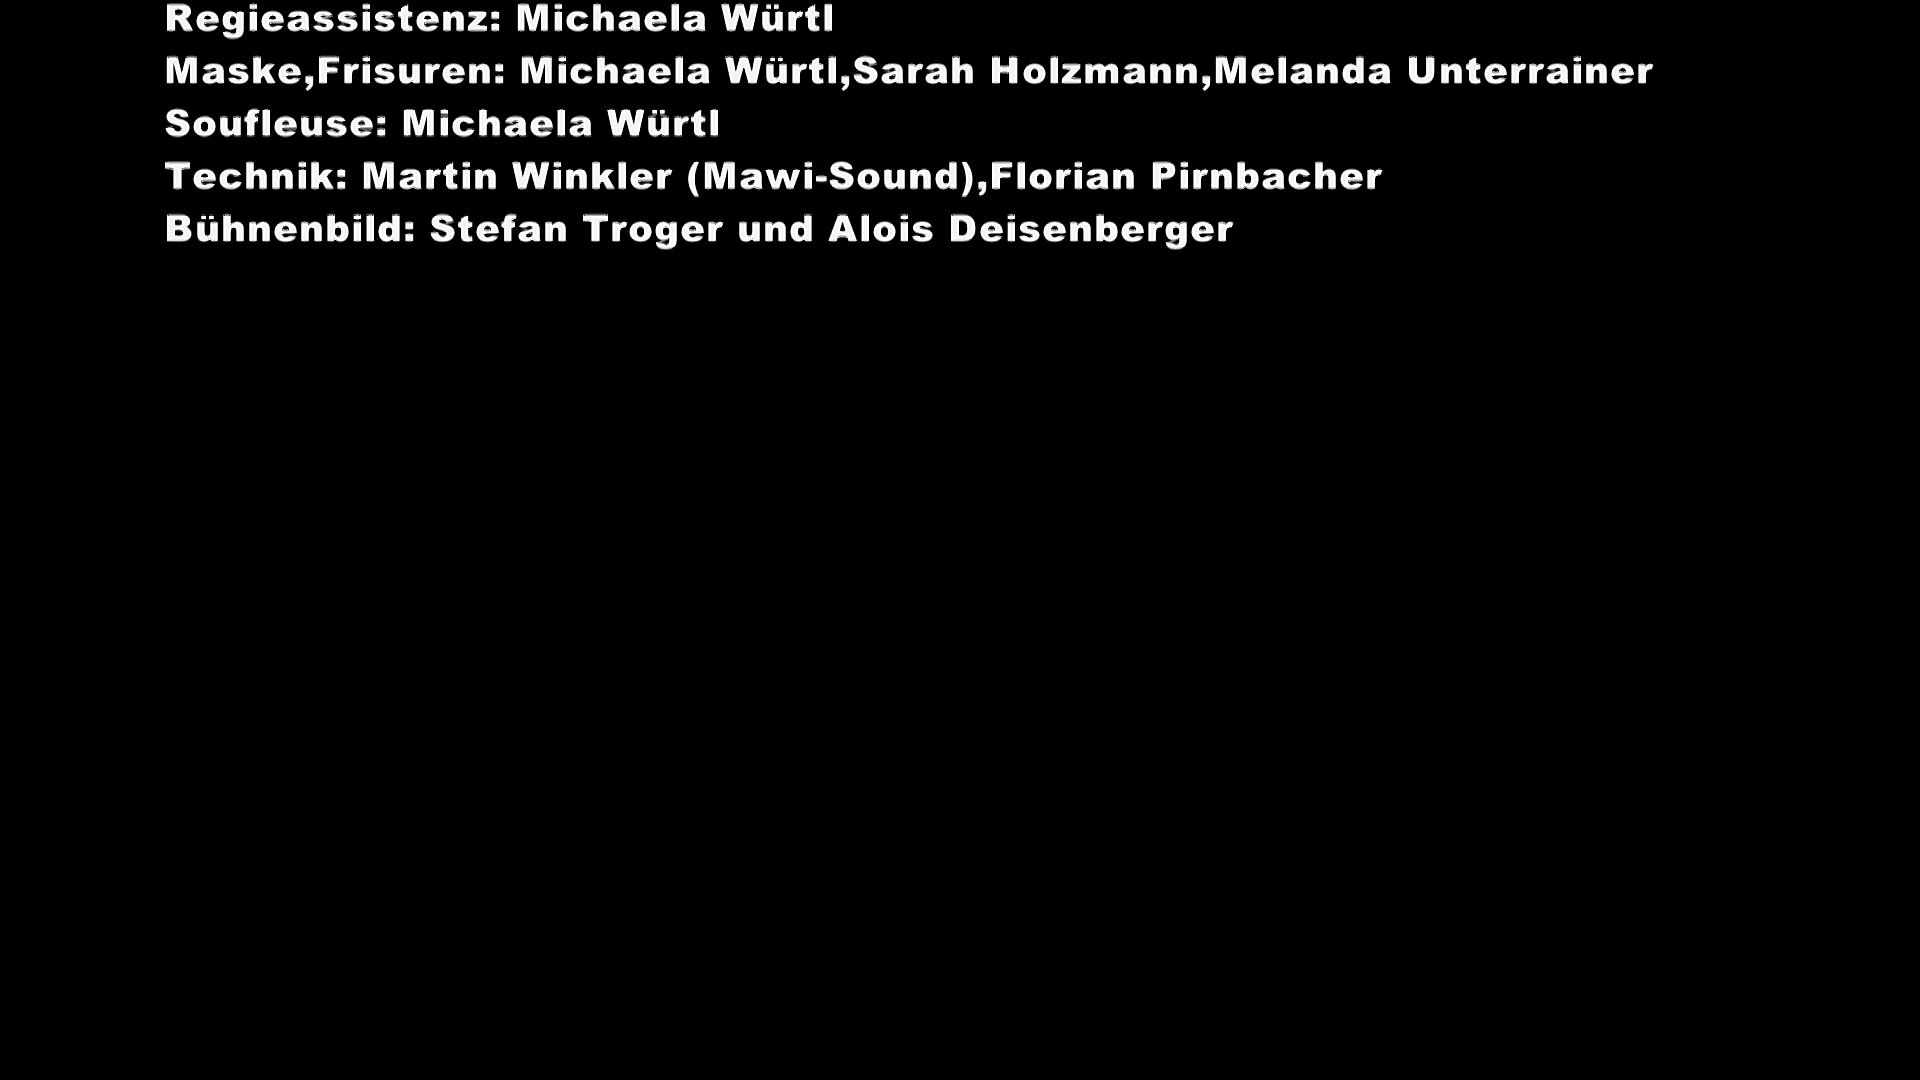 Regieassistenz: Michaela Würtl
Maske,Frisuren: Michaela Würtl,Sarah Holzmann,Melanda Unterrainer
Soufleuse: Michaela Würtl
Technik: Martin Winkler (Mawi-Sound),Florian Pirnbacher
Bühnenbild: Stefan Troger und Alois Deisenberger